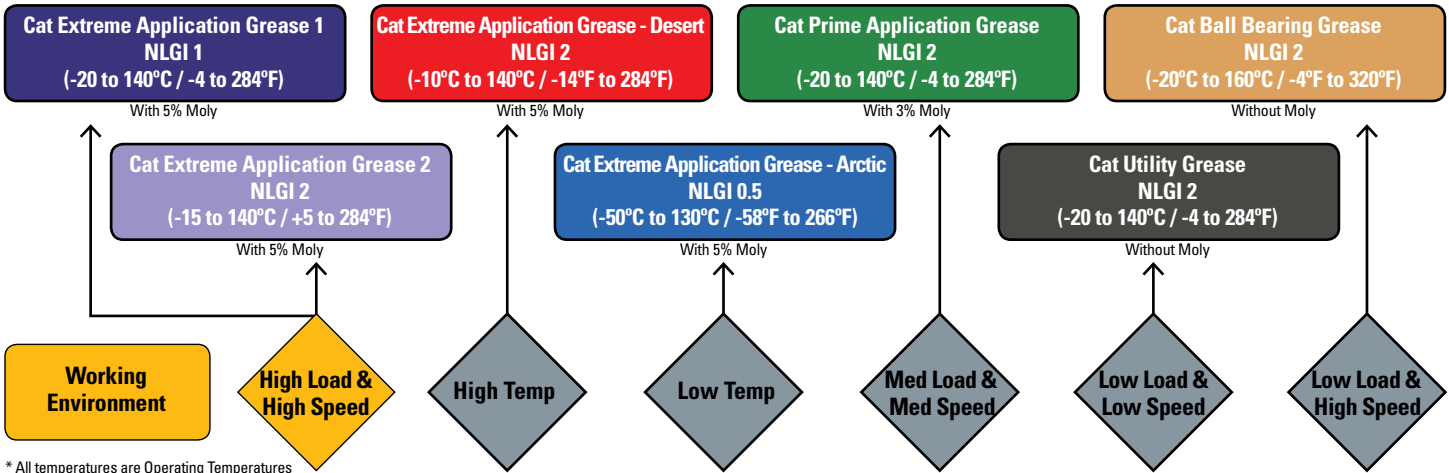 Cat Extreme Application Grease 1
NLGI 1
(-20 to 140ºC / -4 to 284ºF)
With 5% Moly
Cat Extreme Application Grease - Desert
NLGI 2
(-10ºC to 140ºC / -14ºF to 284ºF)
With 5% Moly
Cat Prime Application Grease
NLGI 2
(-20 to 140ºC / -4 to 284ºF)
With 3% Moly
Cat Ball Bearing Grease
NLGI 2
(-20ºC to 160ºC / -4ºF to 320ºF)
Without Moly
Cat Extreme Application Grease 2
NLGI 2
(-15 to 140ºC / +5 to 284ºF)
With 5% Moly
Cat Extreme Application Grease - Arctic
NLGI 0.5
(-50ºC to 130ºC / -58ºF to 266ºF)
With 5% Moly
Cat Utility Grease
NLGI 2
(-20 to 140ºC / -4 to 284ºF)
Without Moly
Working
Environment
High Load &
High Speed
High Temp
Low Temp
Med Load &
Med Speed
Low Load &
Low Speed
Low Load &
High Speed
* All temperatures are Operating Temperatures